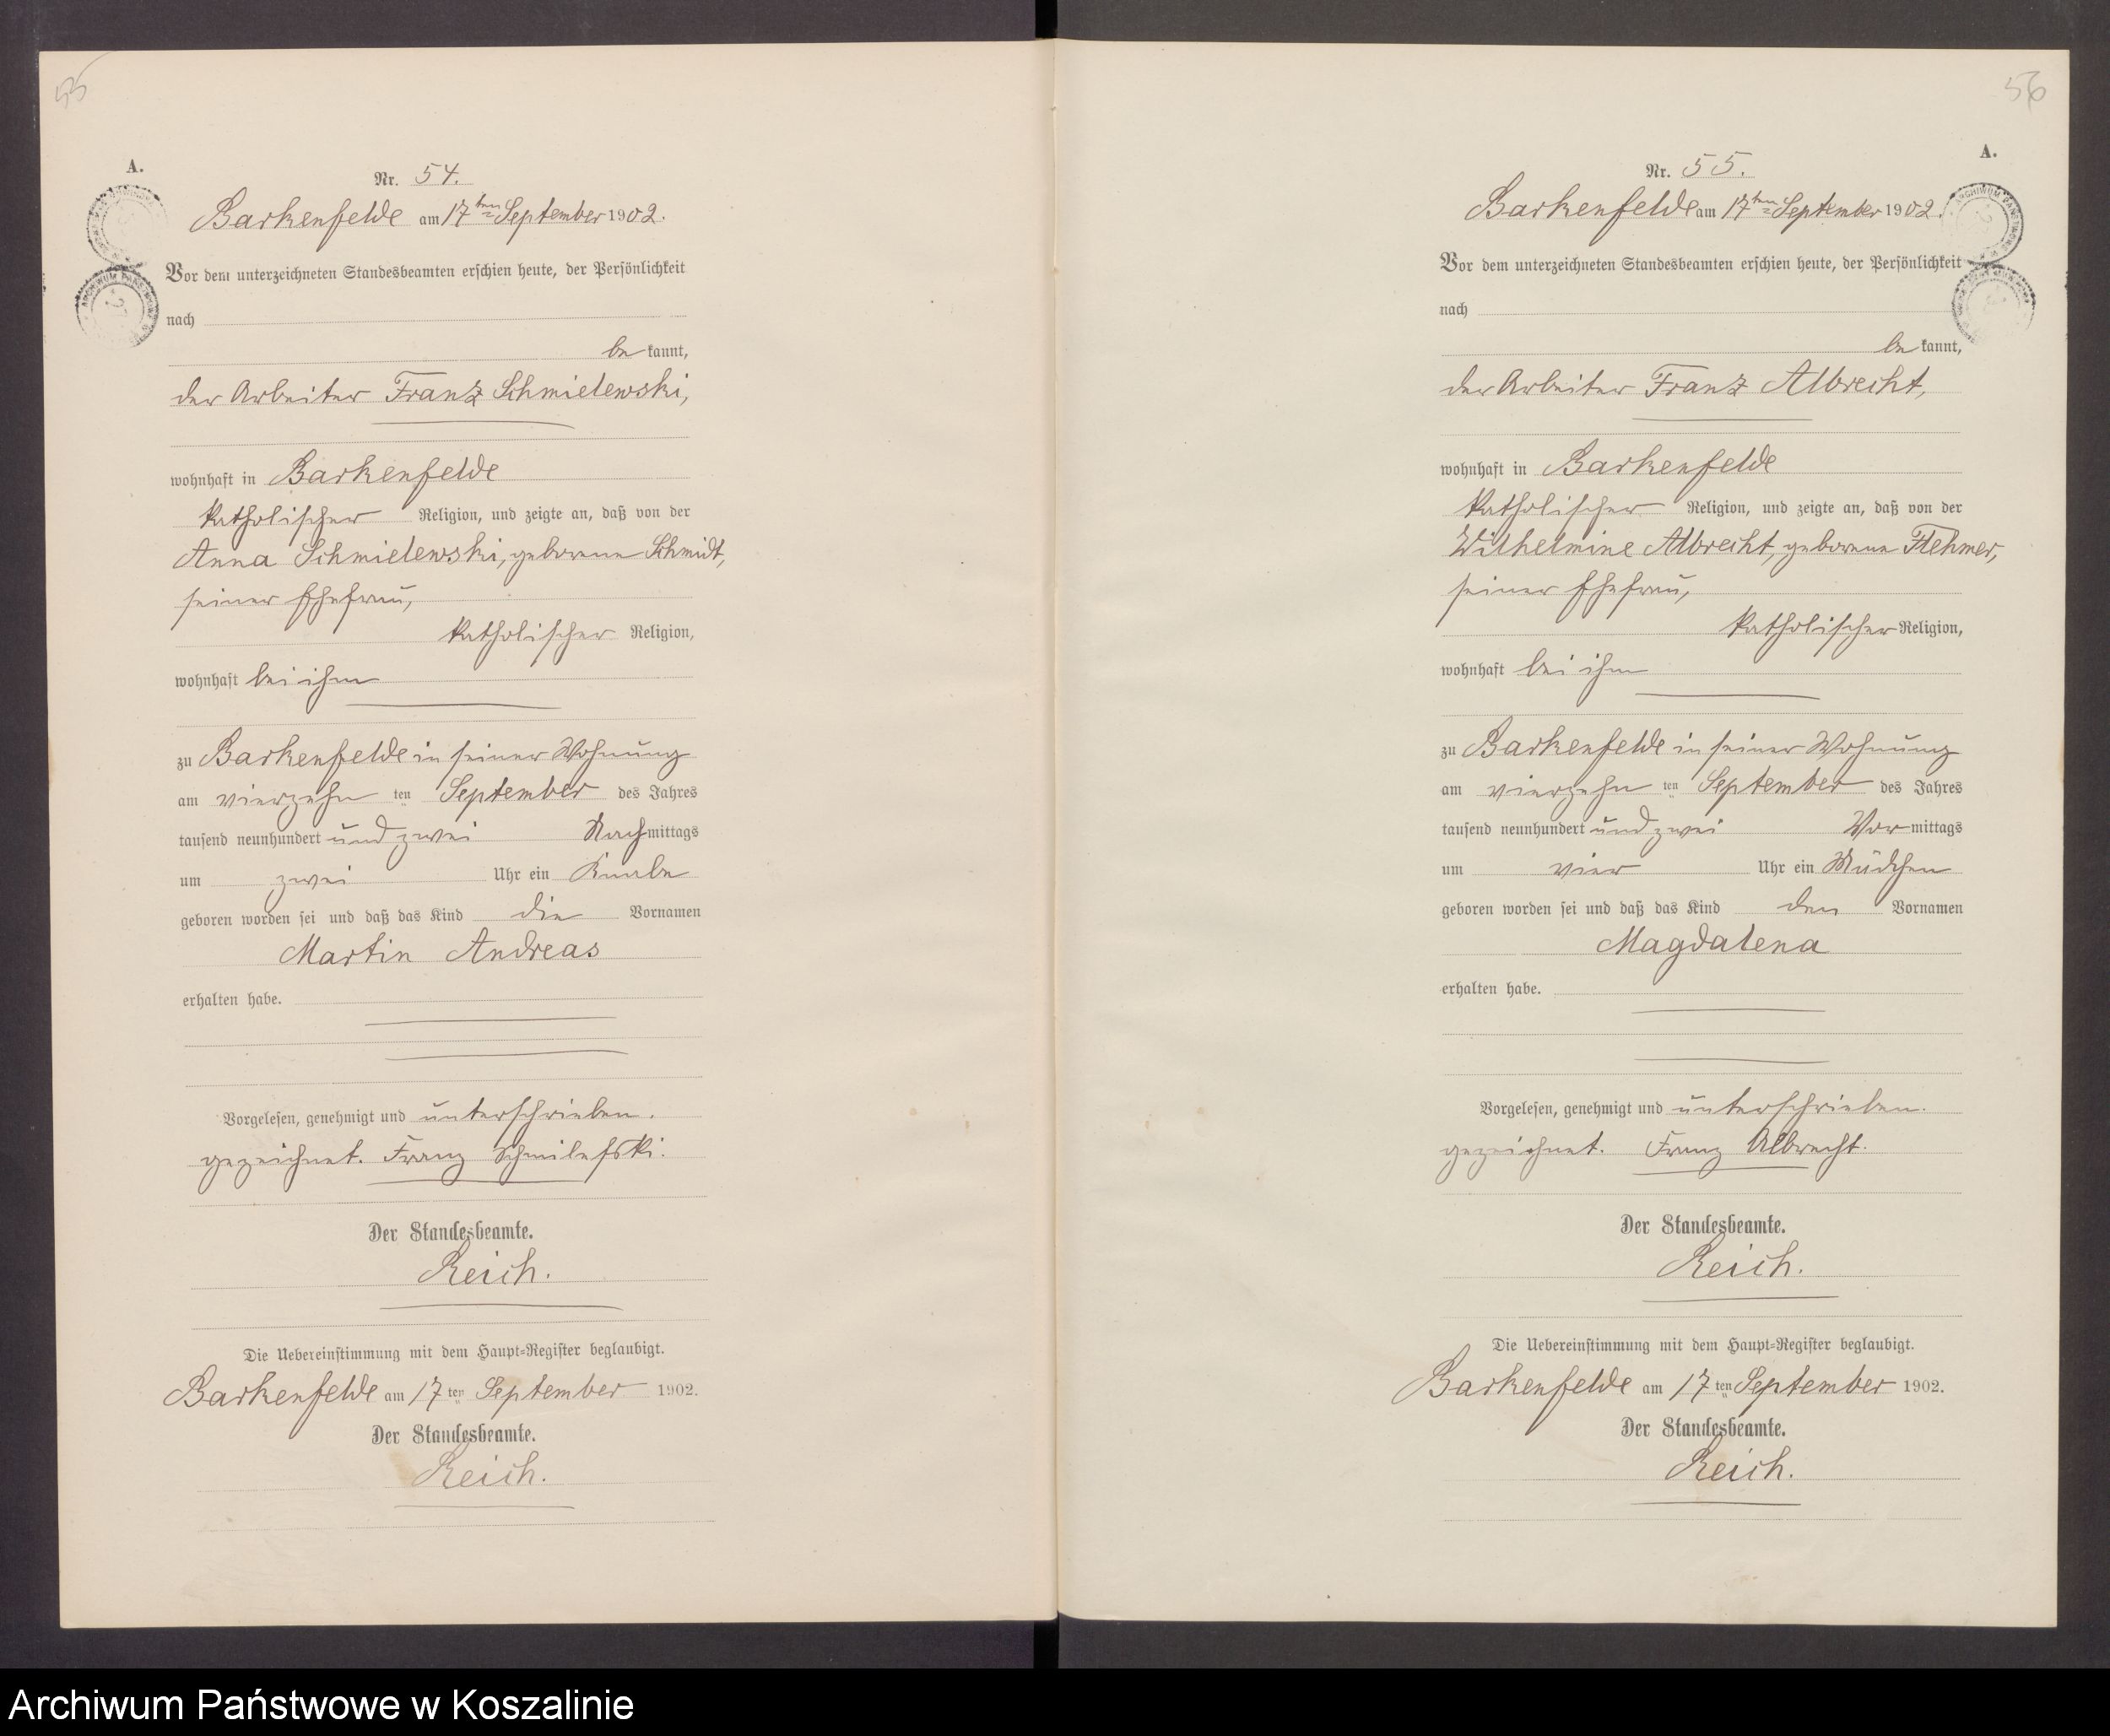 55
A.
Nr. 54.
Barkenfelde am 17ten September 1902.
Vor dem unterzeichneten Standesbeamten erschien heute, der Persönlichkeit
nach
bekannt,
der Arbeiter Franz Schmielewski,
wohnhaft in Barkenfelde
katholischer Religion, und zeigte an, daß von der
Anna Schmielewski, geborene Schmidt,
seiner Ehefrau,
katholischer Religion,
wohnhaft bei ihm
zu Barkenfelde in seiner Wohnung
am vierzehnten September des Jahres
tausend neunhundert und zwei Nachmittags
um zwei Uhr ein Knabe
geboren worden sei und daß das Kind die Vornamen
Martin Andreas
erhalten habe.
Vorgelesen, genehmigt und unterschrieben.
gezeichnet. Franz Schmilefski.
Der Standesbeamte.
Reich.
Die Uebereinstimmung mit dem Haupt-Register beglaubigt.
Barkenfelde am 17ten September 1902.
Der Standesbeamte.
Reich.
56
A.
Nr. 55.
Barkenfelde am 17ten September 1902.
Vor dem unterzeichneten Standesbeamten erschien heute, der Persönlichkeit
nach
bekannt,
der Arbeiter Franz Albrecht,
wohnhaft in Barkenfelde
katholischer Religion, und zeigte an, daß von der
Wilhelmine Albrecht, geborene Flehmer,
seiner Ehefrau,
katholischer Religion,
wohnhaft bei ihm
zu Barkenfelde in seiner Wohnung
am vierzehnten September des Jahres
tausend neunhundert und zwei Vormittags
um vier Uhr ein Mädchen
geboren worden sei und daß das Kind den Vornamen
Magdalena
erhalten habe.
Vorgelesen, genehmigt und unterschrieben.
gezeichnet. Franz Albrecht.
Der Standesbeamte.
Reich.
Die Uebereinstimmung mit dem Haupt-Register beglaubigt.
Barkenfelde am 17ten September 1902.
Der Standesbeamte.
Reich.
Archiwum Państwowe w Koszalinie